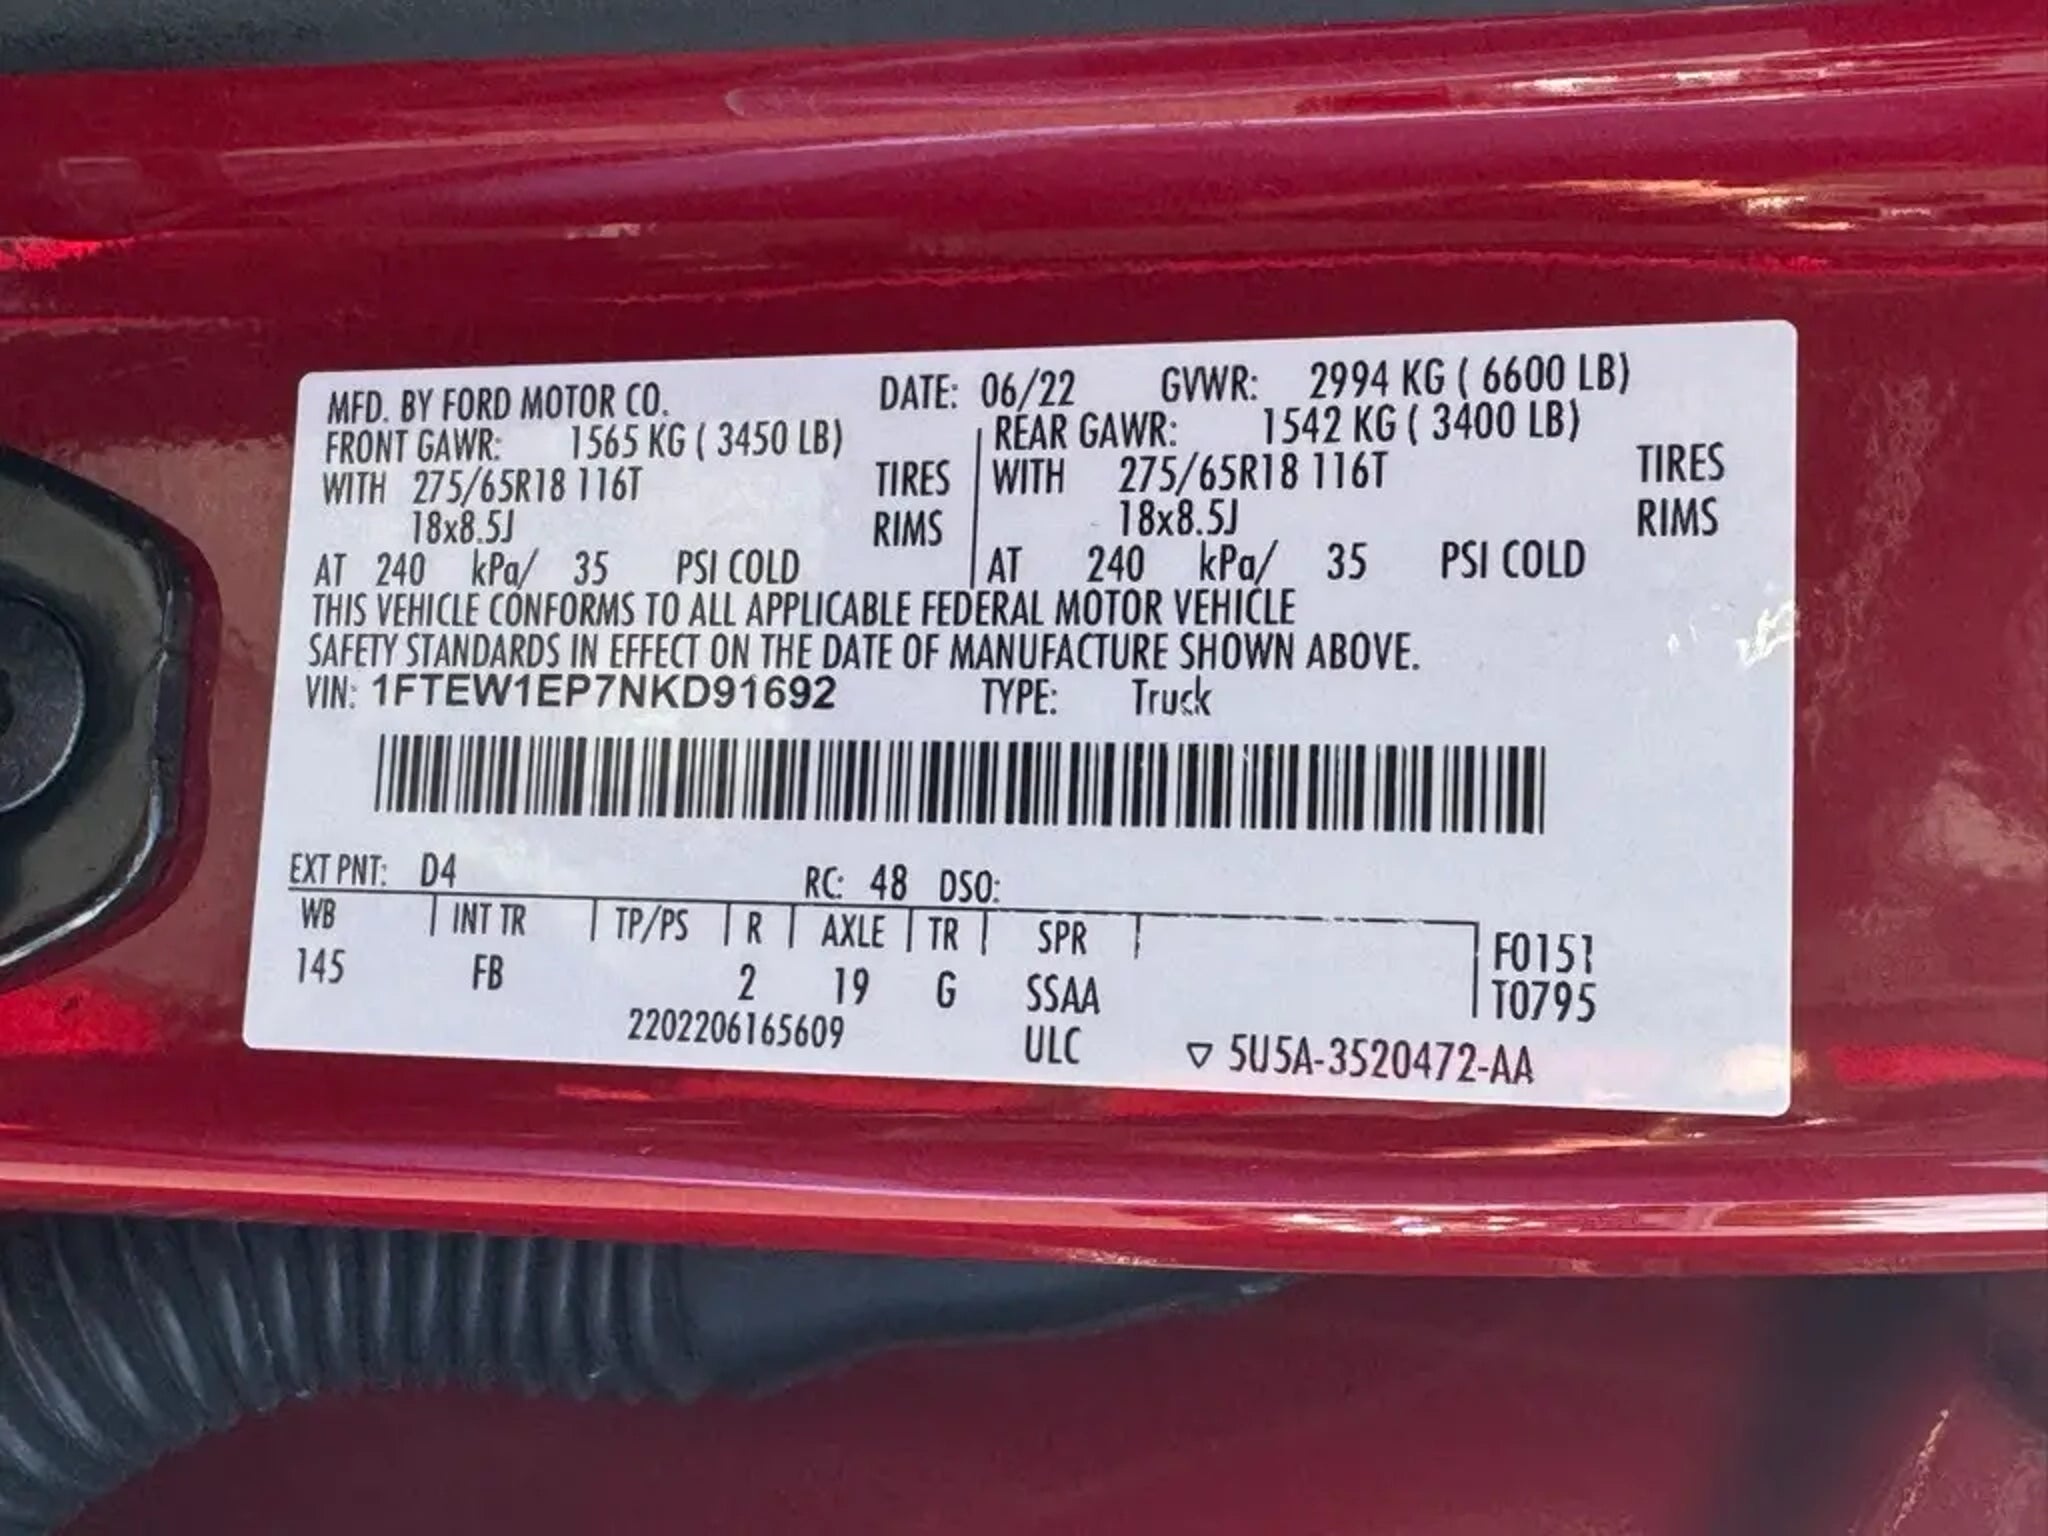 MFD. BY FORD MOTOR CO. DATE: 06/22 GVWR: 2994 KG ( 6600 LB)
FRONT GAWR: 1565 KG ( 3450 LB) REAR GAWR: 1542 KG ( 3400 LB)
WITH 275/65R18 116T TIRES WITH 275/65R18 116T TIRES
18x8.5J RIMS 18x8.5J RIMS
AT 240 kPa/ 35 PSI COLD AT 240 kPa/ 35 PSI COLD
THIS VEHICLE CONFORMS TO ALL APPLICABLE FEDERAL MOTOR VEHICLE
SAFETY STANDARDS IN EFFECT ON THE DATE OF MANUFACTURE SHOWN ABOVE.
VIN: 1FTEW1EP7NKD91692 TYPE: Truck
EXT PNT: D4 RC: 48 DSO:
WB INT TR TP/PS R AXLE TR SPR F0151
145 FB 2 19 G SSAA T0795
2202206165609 ULC ▽ 5U5A-3520472-AA